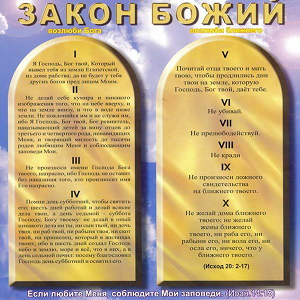 ЗАКОН БОЖИЙ
возлюби Бога
возлюби ближнего
I
Я Господь, Бог твой, Который
вывел тебя из земли Египетской,
из дома рабства; да не будет у тебя
других богов пред лицом Моим.
II
Не делай себе кумира и никакого
изображения того, что на небе вверху, и
что на земле внизу, и что в воде ниже
земли. Не поклоняйся им и не служи им,
ибо Я Господь, Бог твой, Бог ревнитель,
наказывающий детей за вину отцов до
третьего и четвертого рода, ненавидящих
Меня, и творящий милость до тысячи
родов любящим Меня и соблюдающим
заповеди Мои.
III
Не произноси имени Господа Бога
твоего, напрасно, ибо Господь не оставит
без наказания того, кто произносит имя
Его напрасно.
IV
Помни день субботний, чтобы святить
его; шесть дней работай и делай всякие
дела твои, а день седьмой - суббота
Господу, Богу твоему: не делай в оный
никакого дела ни ты, ни сын твой, ни дочь
твоя, ни раб твой, ни рабыня твоя, ни скот
твой, ни пришлец, который в жилищах твоих;
ибо в шесть дней создал Господь
небо и землю, море и все, что в них, а в
день седьмой почил; посему благословил
Господь день субботний и освятил его.
V
Почитай отца твоего и мать
твою, чтобы продлились дни
твои на земле, которую
Господь, Бог твой, даёт тебе.
VI
Не убивай.
VII
Не прелюбодействуй.
VIII
Не кради
IX
Не произноси ложного
свидетельства
на ближнего твоего.
X
Не желай дома ближнего
твоего; не желай
жены ближнего твоего,
ни раба его, ни
рабыни его, ни вола его, ни
осла его, ничего, что у
ближнего твоего.
(Исход 20: 2-17)
Если любите Меня, соблюдите Мои заповеди. (Иоан.14:15)